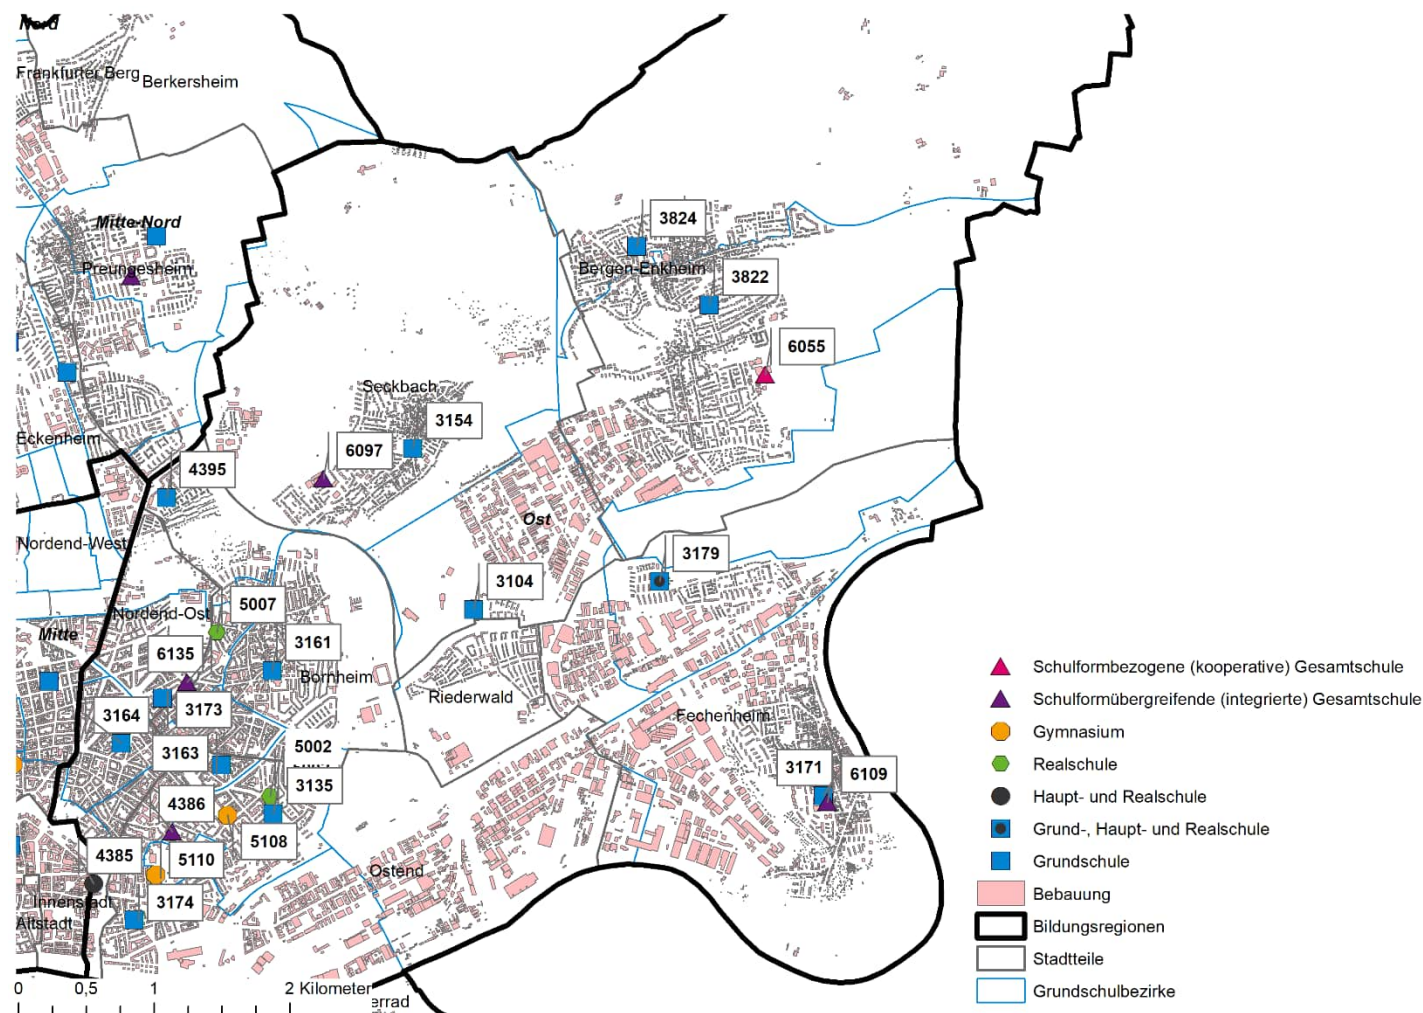 Nord
Frankfurter Berg
Berkersheim
Mitte-Nord
3824
Preungesheim
Bergen-Enkheim
3822
6055
Seckbach
3154
Eckenheim
6097
4395
Ost
Nordend-West
3179
3104
5007
Nordend-Ost
Mitte
3161
6135
Bornheim
Riederwald
3164
3173
Fechenheim
3163
5002
3171
6109
3135
4386
5108
4385
5110
Ostend
3174
Innenstadt
Altstadt
0 0,5 1 2 Kilometer
errad
Schulformbezogene (kooperative) Gesamtschule
Schulformübergreifende (integrierte) Gesamtschule
Gymnasium
Realschule
Haupt- und Realschule
Grund-, Haupt- und Realschule
Grundschule
Bebauung
Bildungsregionen
Stadtteile
Grundschulbezirke